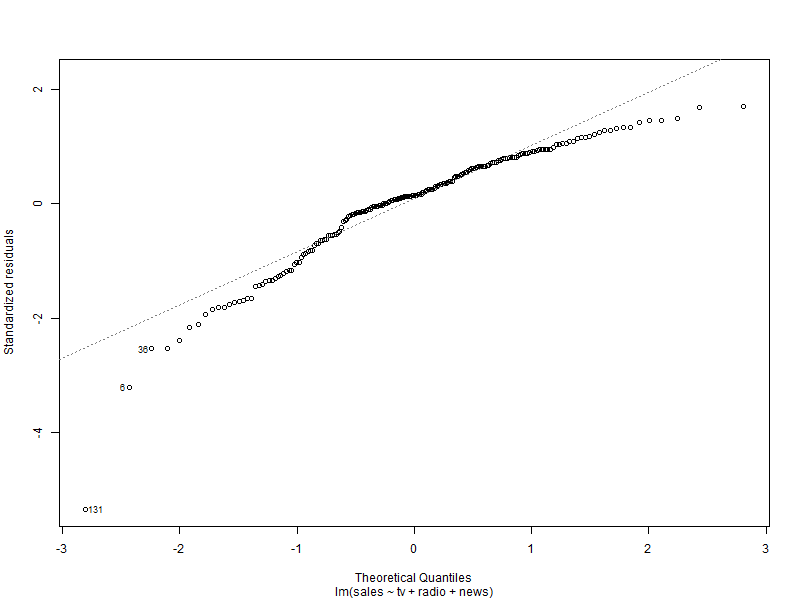 2
0
-2
-4
Standardized residuals
36
6
131
-3 -2 -1 0 1 2 3
Theoretical Quantiles
lm(sales ~ tv + radio + news)